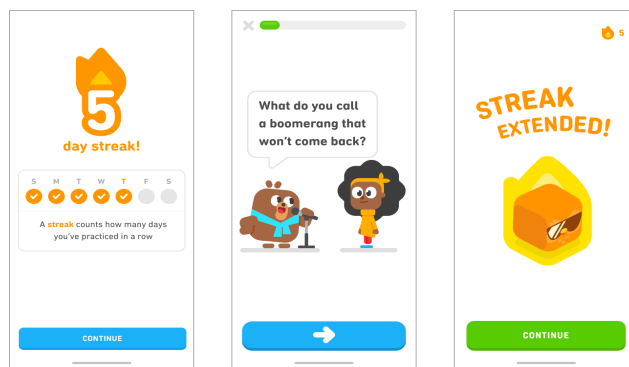 5
day streak!
S M T W T F S
A streak counts how many days
you've practiced in a row
CONTINUE
What do you call
a boomerang that
won't come back?
5
STREAK
EXTENDED!
CONTINUE